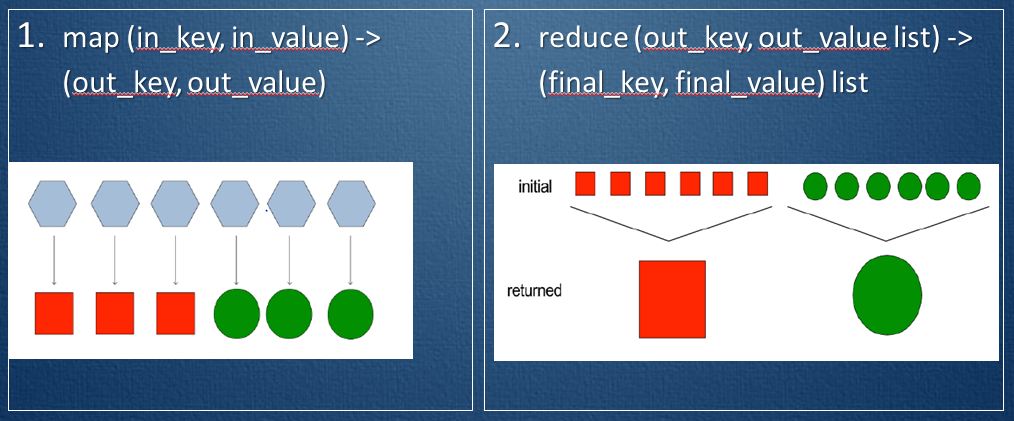 1. map (in_key, in_value) ->
(out_key, out_value)
2. reduce (out_key, out_value list) ->
(final_key, final_value) list
initial
returned